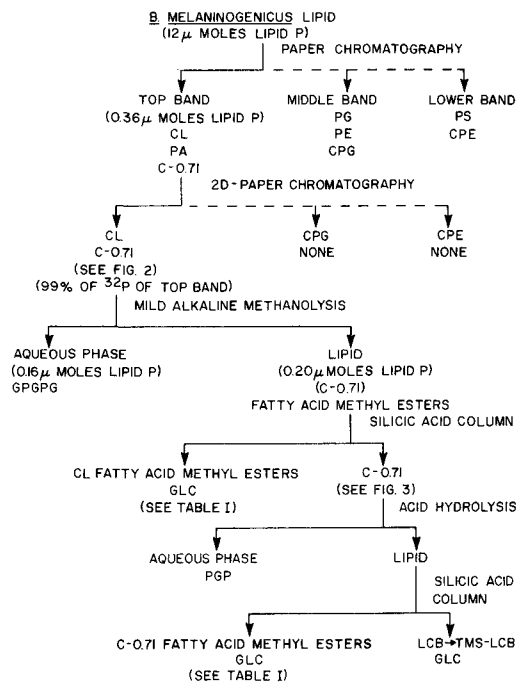 B. MELANINOGENICUS LIPID
(12μ MOLES LIPID P)
PAPER CHROMATOGRAPHY
TOP BAND
(0.36μ MOLES LIPID P)
CL
PA
C-0.71
MIDDLE BAND
PG
PE
CPG
LOWER BAND
PS
CPE
2D-PAPER CHROMATOGRAPHY
CL
C-0.71
(SEE FIG. 2)
(99% OF 32P OF TOP BAND)
CPG
NONE
CPE
NONE
MILD ALKALINE METHANOLYSIS
AQUEOUS PHASE
(0.16μ MOLES LIPID P)
GPGPG
LIPID
(0.20μ MOLES LIPID P)
(C-0.71)
FATTY ACID METHYL ESTERS
SILICIC ACID COLUMN
CL FATTY ACID METHYL ESTERS
GLC
(SEE TABLE I)
C-0.71
(SEE FIG. 3)
ACID HYDROLYSIS
AQUEOUS PHASE
PGP
LIPID
SILICIC ACID
COLUMN
C-0.71 FATTY ACID METHYL ESTERS
GLC
(SEE TABLE I)
LCB→TMS-LCB
GLC